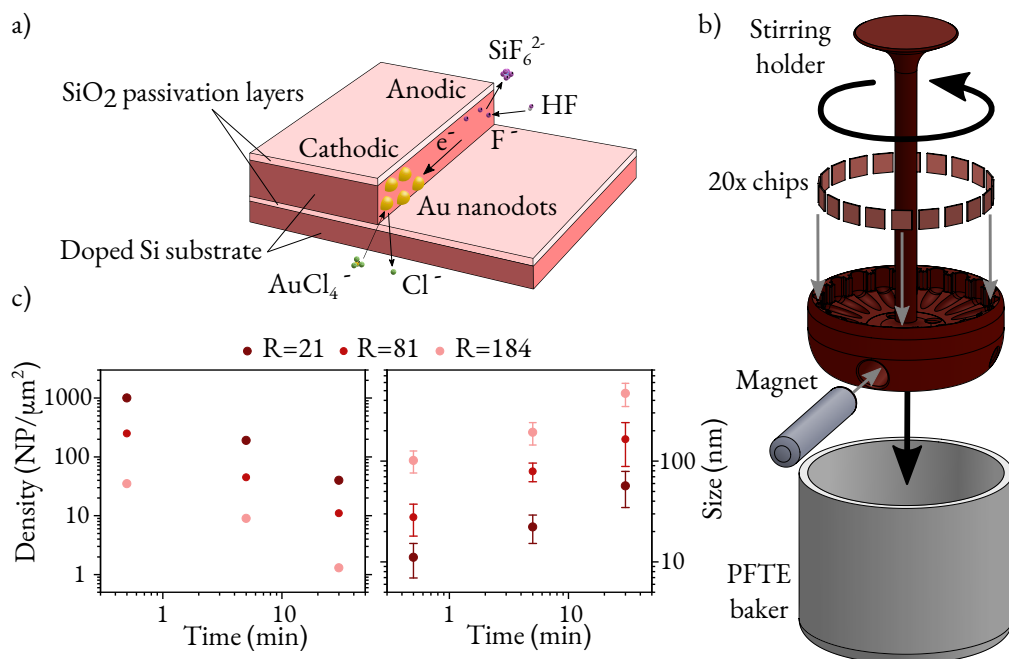 a)
SiF₆²⁻
SiO₂ passivation layers
Anodic
HF
e⁻
F⁻
Cathodic
Au nanodots
Doped Si substrate
AuCl₄⁻
Cl⁻
b)
Stirring
holder
20x chips
Magnet
PFTE
baker
c)
R=21 R=81 R=184
Density (NP/μm²)
1000
100
10
1
1 10
Time (min)
Size (nm)
100
10
1 10
Time (min)